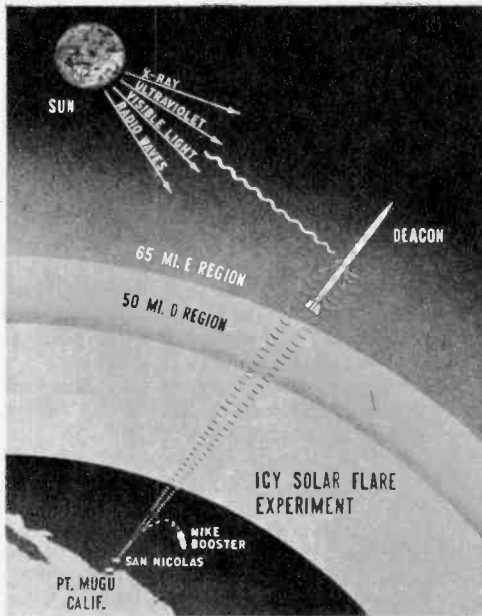 SUN
X-RAY
ULTRAVIOLET
VISIBLE LIGHT
RADIO WAVES
DEACON
65 MI. E REGION
50 MI. D REGION
ICY SOLAR FLARE
EXPERIMENT
NIKE
BOOSTER
SAN NICOLAS
PT. MUGU
CALIF.